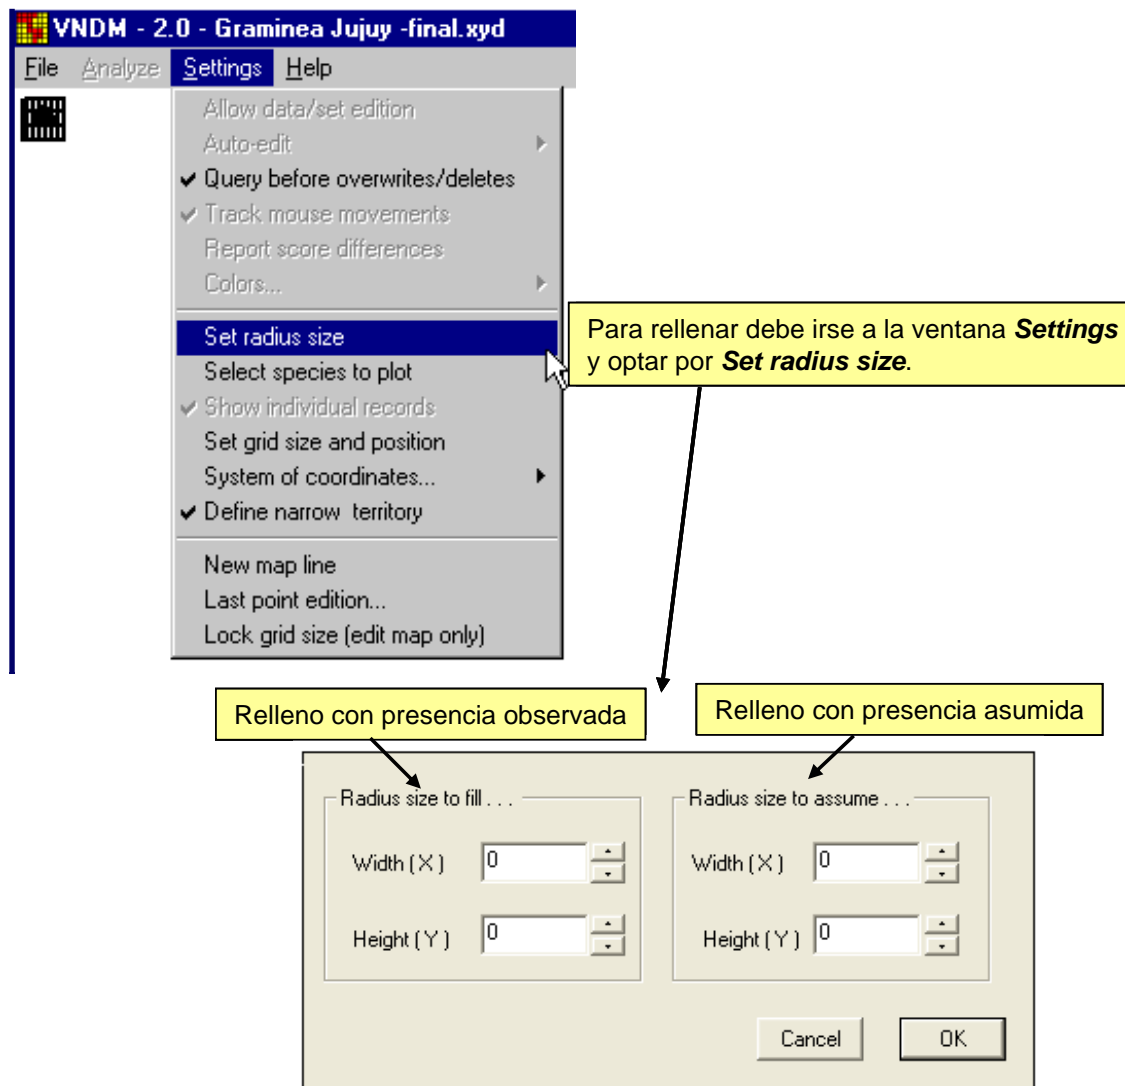 VNDM - 2.0 - Graminea Jujuy -final.xyd
File Analyze Settings Help
Allow data/set edition
Auto-edit
Query before overwrites/deletes
Track mouse movements
Report score differences
Colors...
Set radius size
Select species to plot
Show individual records
Set grid size and position
System of coordinates...
Define narrow territory
New map line
Last point edition...
Lock grid size (edit map only)
Para rellenar debe irse a la ventana Settings
y optar por Set radius size.
Relleno con presencia observada
Relleno con presencia asumida
Radius size to fill . . .
Width ( X ) 0
Height ( Y ) 0
Radius size to assume . . .
Width ( X ) 0
Height ( Y ) 0
Cancel OK